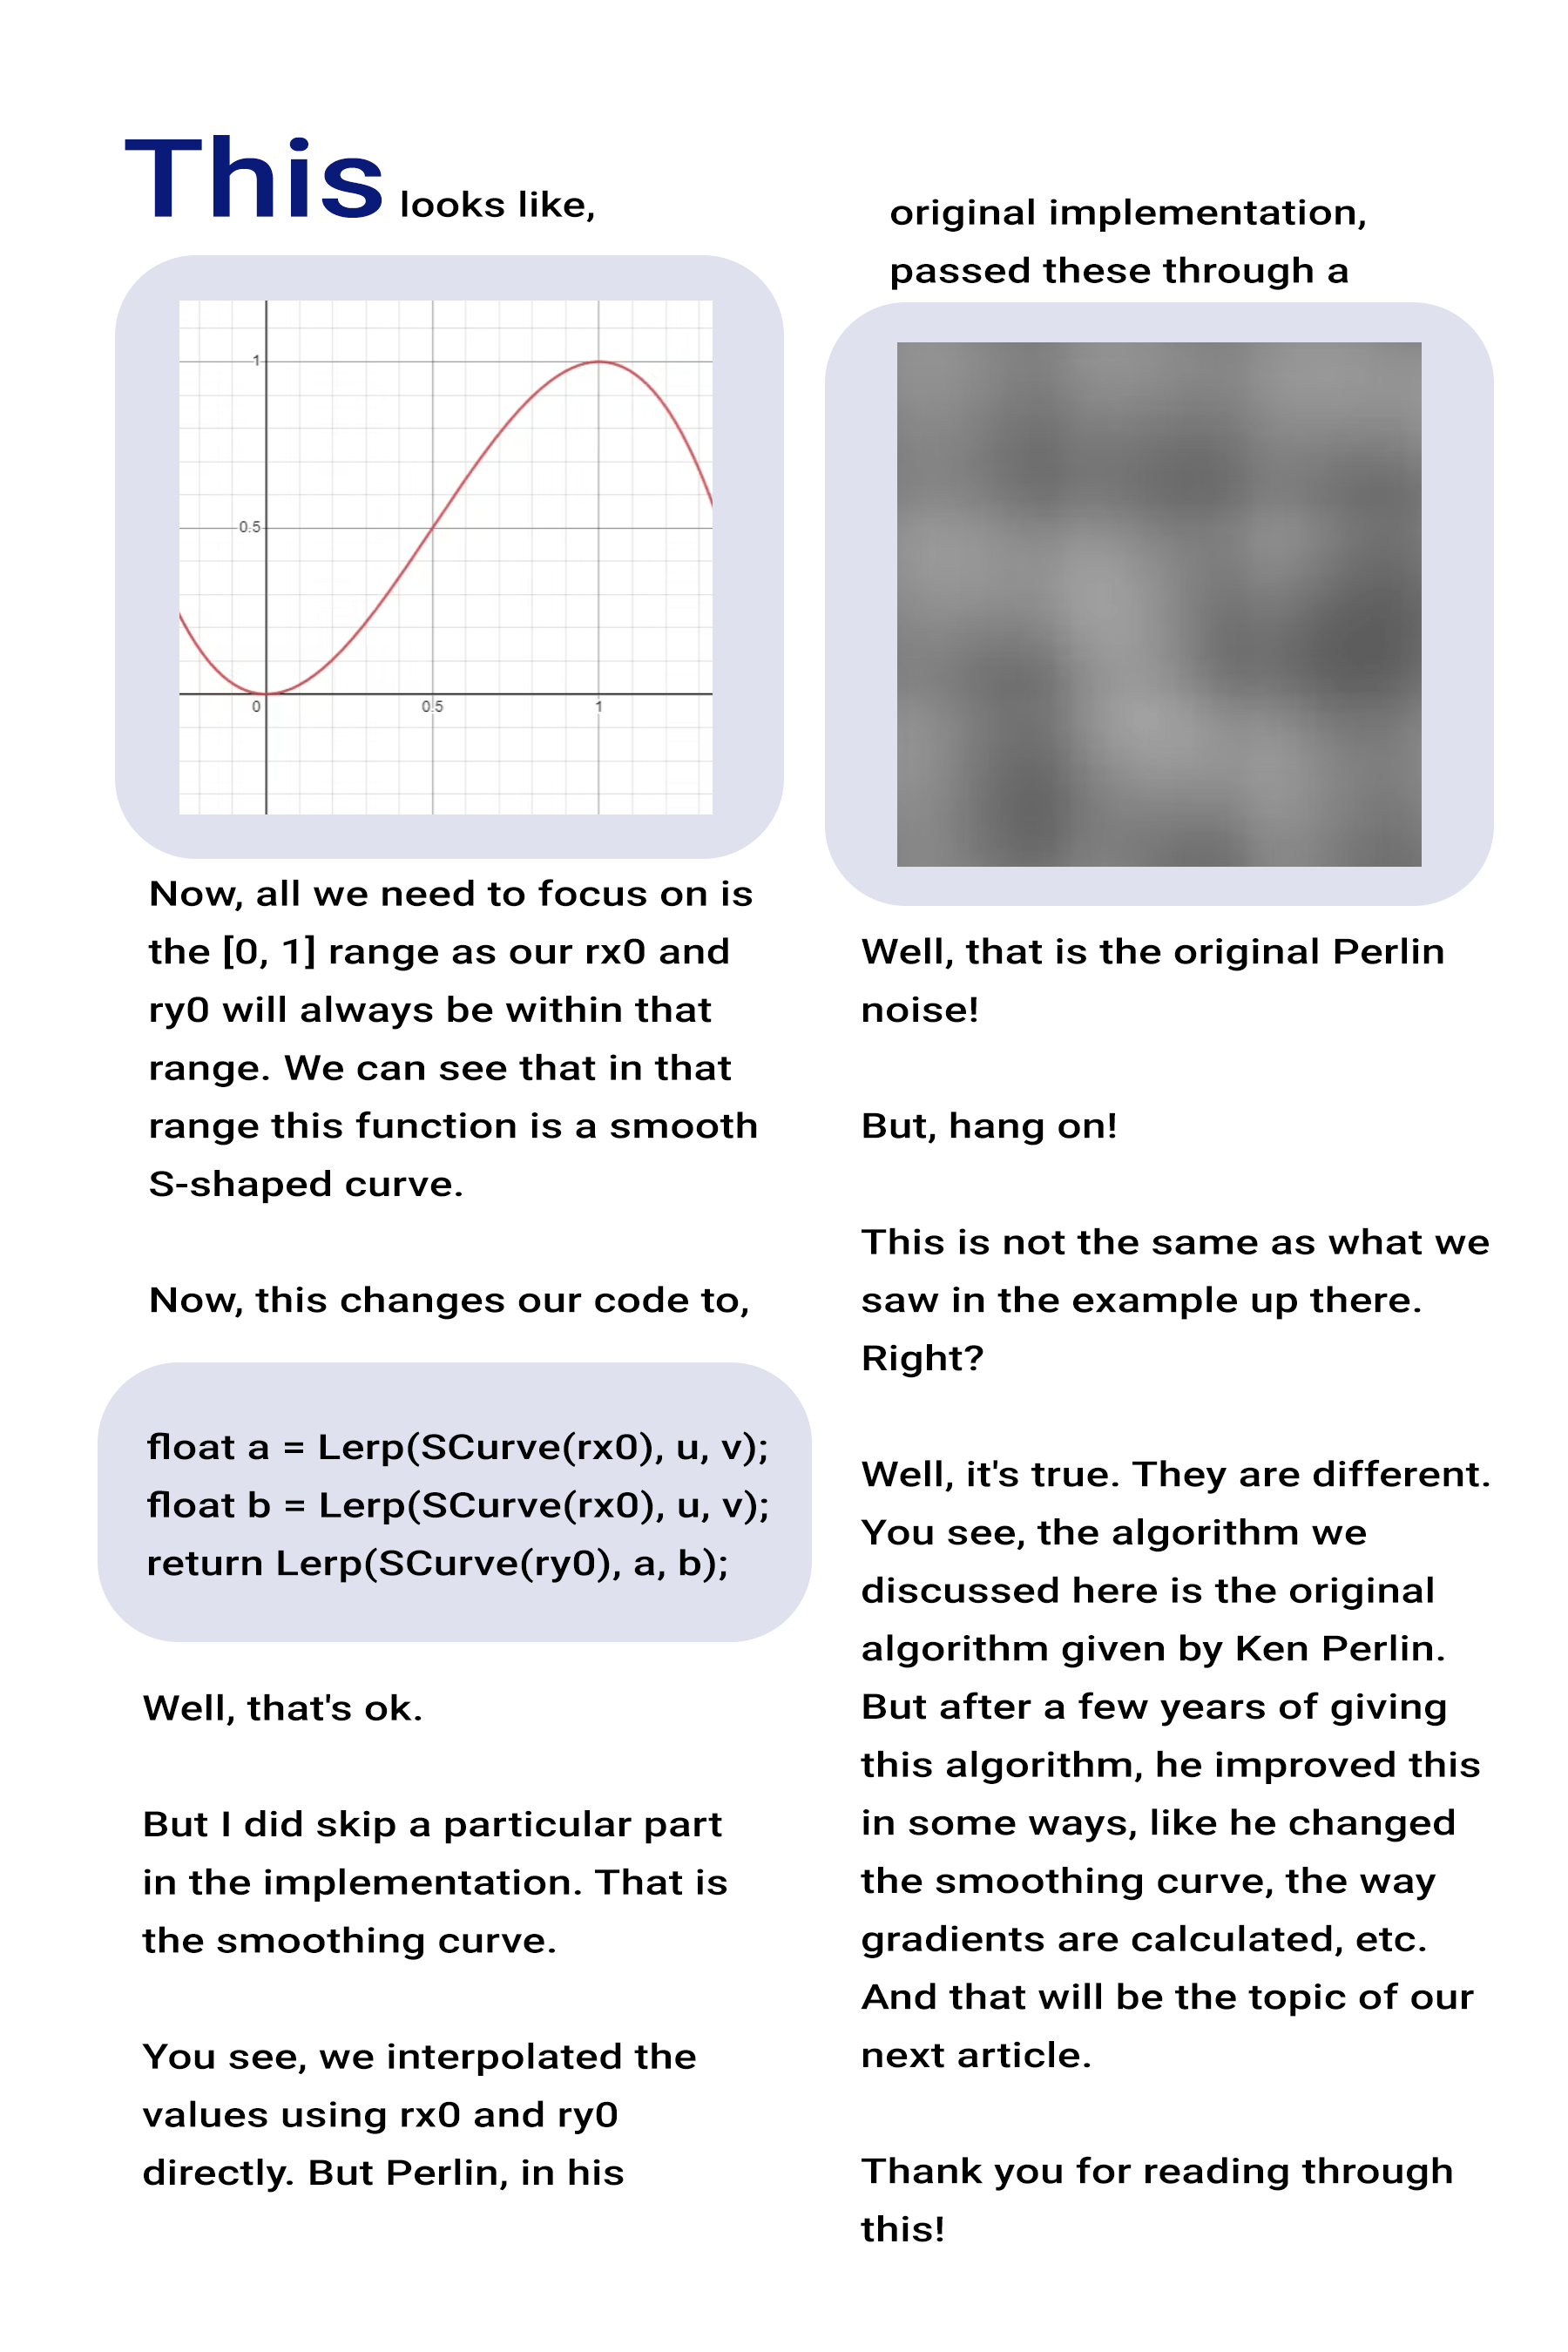 This looks like,
1
0.5
0
0.5
1
Now, all we need to focus on is
the [0, 1] range as our rx0 and
ry0 will always be within that
range. We can see that in that
range this function is a smooth
S-shaped curve.
Now, this changes our code to,
float a = Lerp(SCurve(rx0), u, v);
float b = Lerp(SCurve(rx0), u, v);
return Lerp(SCurve(ry0), a, b);
Well, that's ok.
But I did skip a particular part
in the implementation. That is
the smoothing curve.
You see, we interpolated the
values using rx0 and ry0
directly. But Perlin, in his
original implementation,
passed these through a
Well, that is the original Perlin
noise!
But, hang on!
This is not the same as what we
saw in the example up there.
Right?
Well, it's true. They are different.
You see, the algorithm we
discussed here is the original
algorithm given by Ken Perlin.
But after a few years of giving
this algorithm, he improved this
in some ways, like he changed
the smoothing curve, the way
gradients are calculated, etc.
And that will be the topic of our
next article.
Thank you for reading through
this!